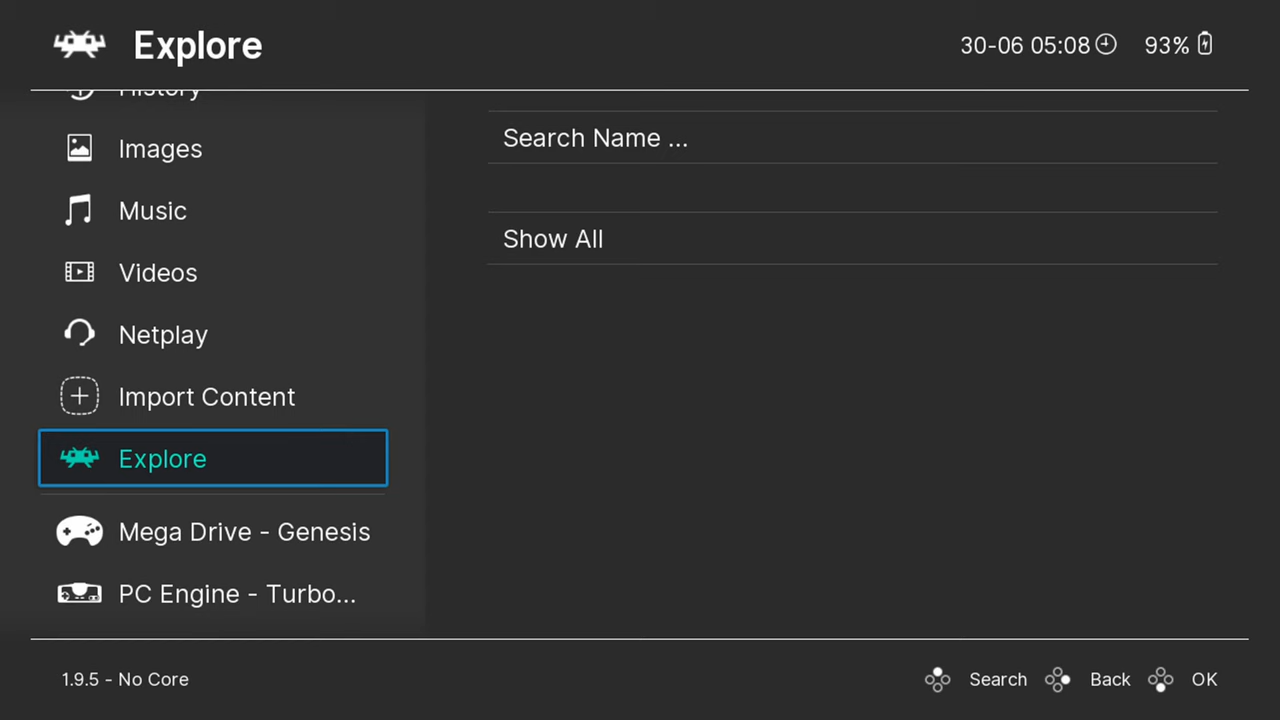 Explore
30-06 05:08
93%
History
Images
Music
Videos
Netplay
Import Content
Explore
Mega Drive - Genesis
PC Engine - Turbo...
Search Name ...
Show All
1.9.5 - No Core
Search
Back
OK